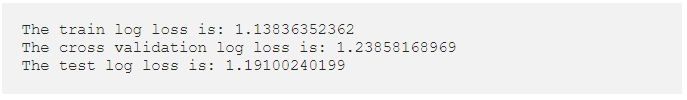 The train log loss is: 1.13836352362
The cross validation log loss is: 1.23858168969
The test log loss is: 1.19100240199